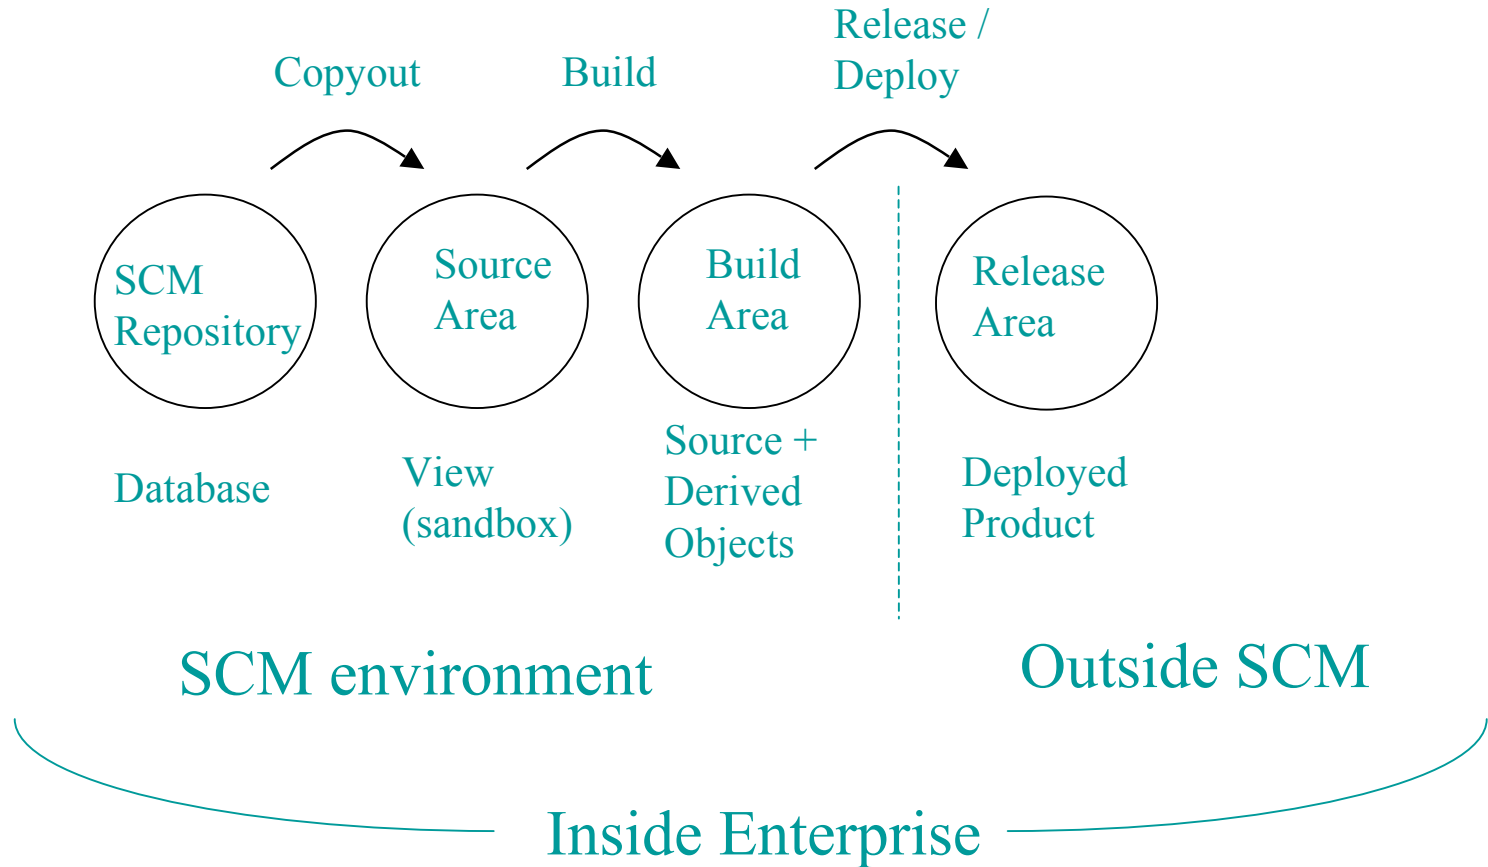 Copyout
Build
Release /
Deploy
SCM
Repository
Source
Area
Build
Area
Release
Area
Database
View
(sandbox)
Source +
Derived
Objects
Deployed
Product
SCM environment
Outside SCM
Inside Enterprise